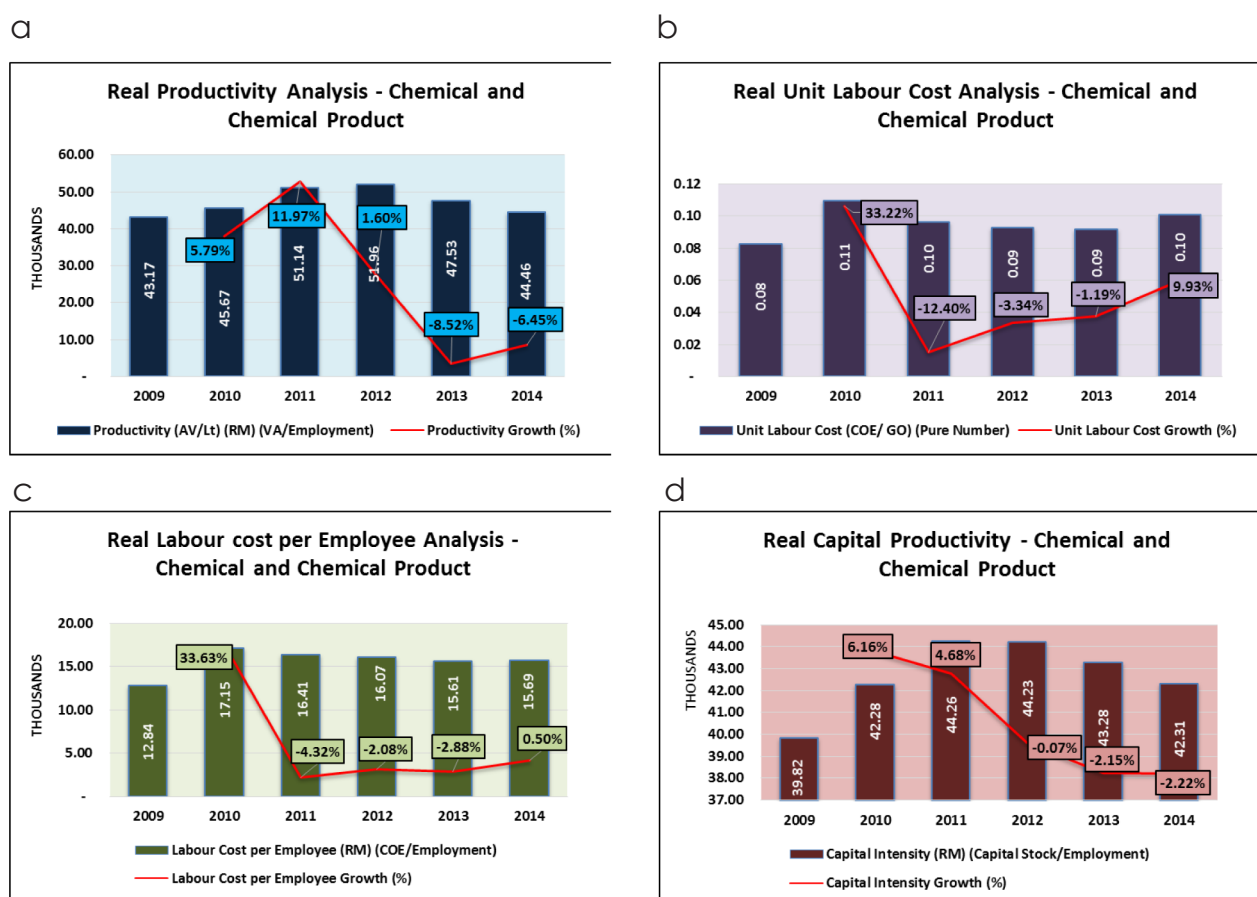 a
Real Productivity Analysis - Chemical and
Chemical Product
THOUSANDS
60.00
50.00
40.00
30.00
20.00
10.00
-
43.17
45.67
51.14
51.96
47.53
44.46
5.79%
11.97%
1.60%
-8.52%
-6.45%
2009 2010 2011 2012 2013 2014
Productivity (AV/Lt) (RM) (VA/Employment) Productivity Growth (%)
b
Real Unit Labour Cost Analysis - Chemical and
Chemical Product
0.12
0.10
0.08
0.06
0.04
0.02
-
0.08
0.11
0.10
0.09
0.09
0.10
33.22%
-12.40%
-3.34%
-1.19%
9.93%
2009 2010 2011 2012 2013 2014
Unit Labour Cost (COE/ GO) (Pure Number) Unit Labour Cost Growth (%)
c
Real Labour cost per Employee Analysis -
Chemical and Chemical Product
THOUSANDS
20.00
15.00
10.00
5.00
-
12.84
17.15
16.41
16.07
15.61
15.69
33.63%
-4.32%
-2.08%
-2.88%
0.50%
2009 2010 2011 2012 2013 2014
Labour Cost per Employee (RM) (COE/Employment)
Labour Cost per Employee Growth (%)
d
Real Capital Productivity - Chemical and
Chemical Product
THOUSANDS
45.00
44.00
43.00
42.00
41.00
40.00
39.00
38.00
37.00
39.82
42.28
44.26
44.23
43.28
42.31
6.16%
4.68%
-0.07%
-2.15%
-2.22%
2009 2010 2011 2012 2013 2014
Capital Intensity (RM) (Capital Stock/Employment)
Capital Intensity Growth (%)